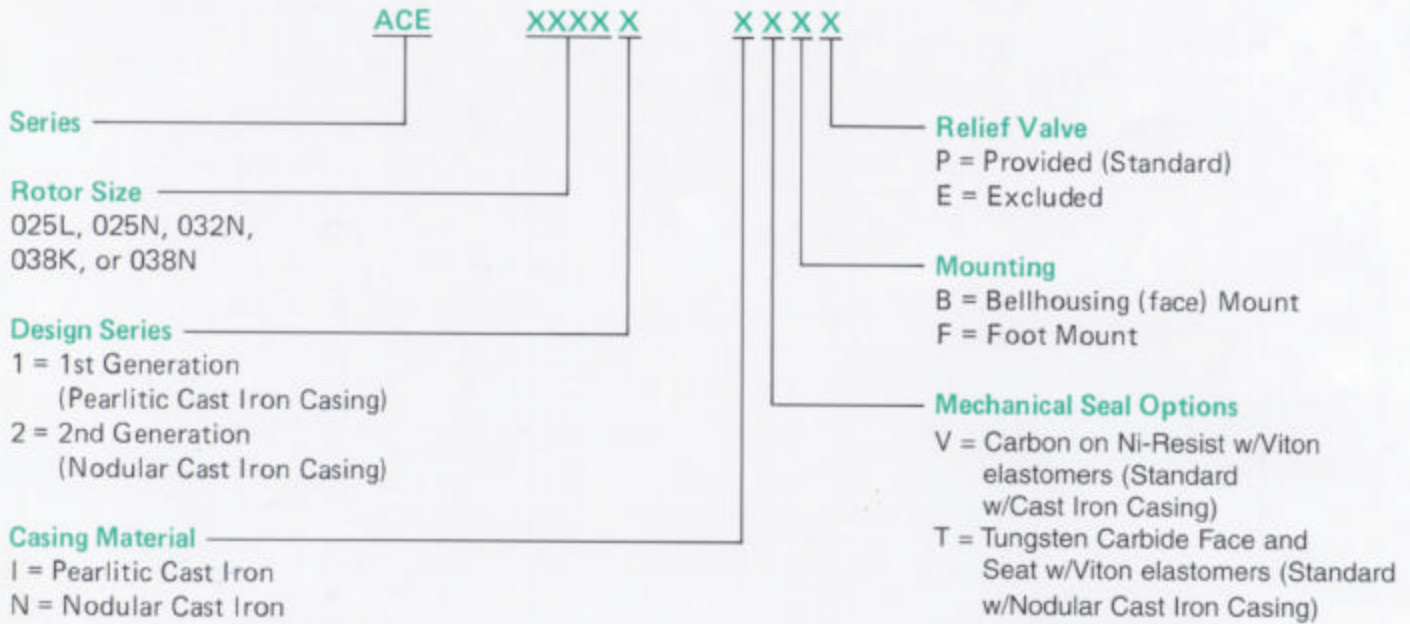 ACE XXXX X X X X X
Series
Rotor Size
025L, 025N, 032N,
038K, or 038N
Design Series
1 = 1st Generation
(Pearlitic Cast Iron Casing)
2 = 2nd Generation
(Nodular Cast Iron Casing)
Casing Material
I = Pearlitic Cast Iron
N = Nodular Cast Iron
Relief Valve
P = Provided (Standard)
E = Excluded
Mounting
B = Bellhousing (face) Mount
F = Foot Mount
Mechanical Seal Options
V = Carbon on Ni-Resist w/Viton
elastomers (Standard
w/Cast Iron Casing)
T = Tungsten Carbide Face and
Seat w/Viton elastomers (Standard
w/Nodular Cast Iron Casing)